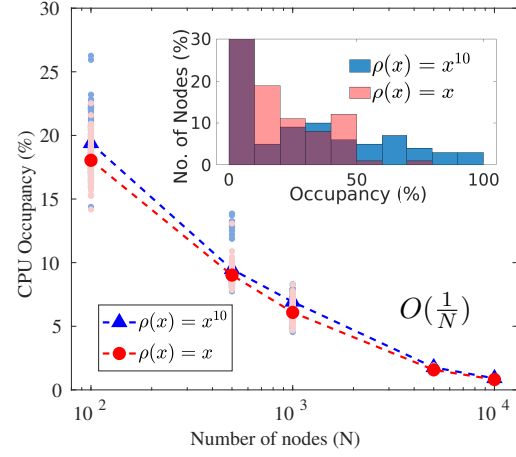 30
25
20
15
10
5
0
CPU Occupancy (%)
10^2
10^3
10^4
Number of nodes (N)
ρ(x) = x^10
ρ(x) = x
O(1/N)
30
20
10
0
No. of Nodes (%)
0
50
100
Occupancy (%)
ρ(x) = x^10
ρ(x) = x